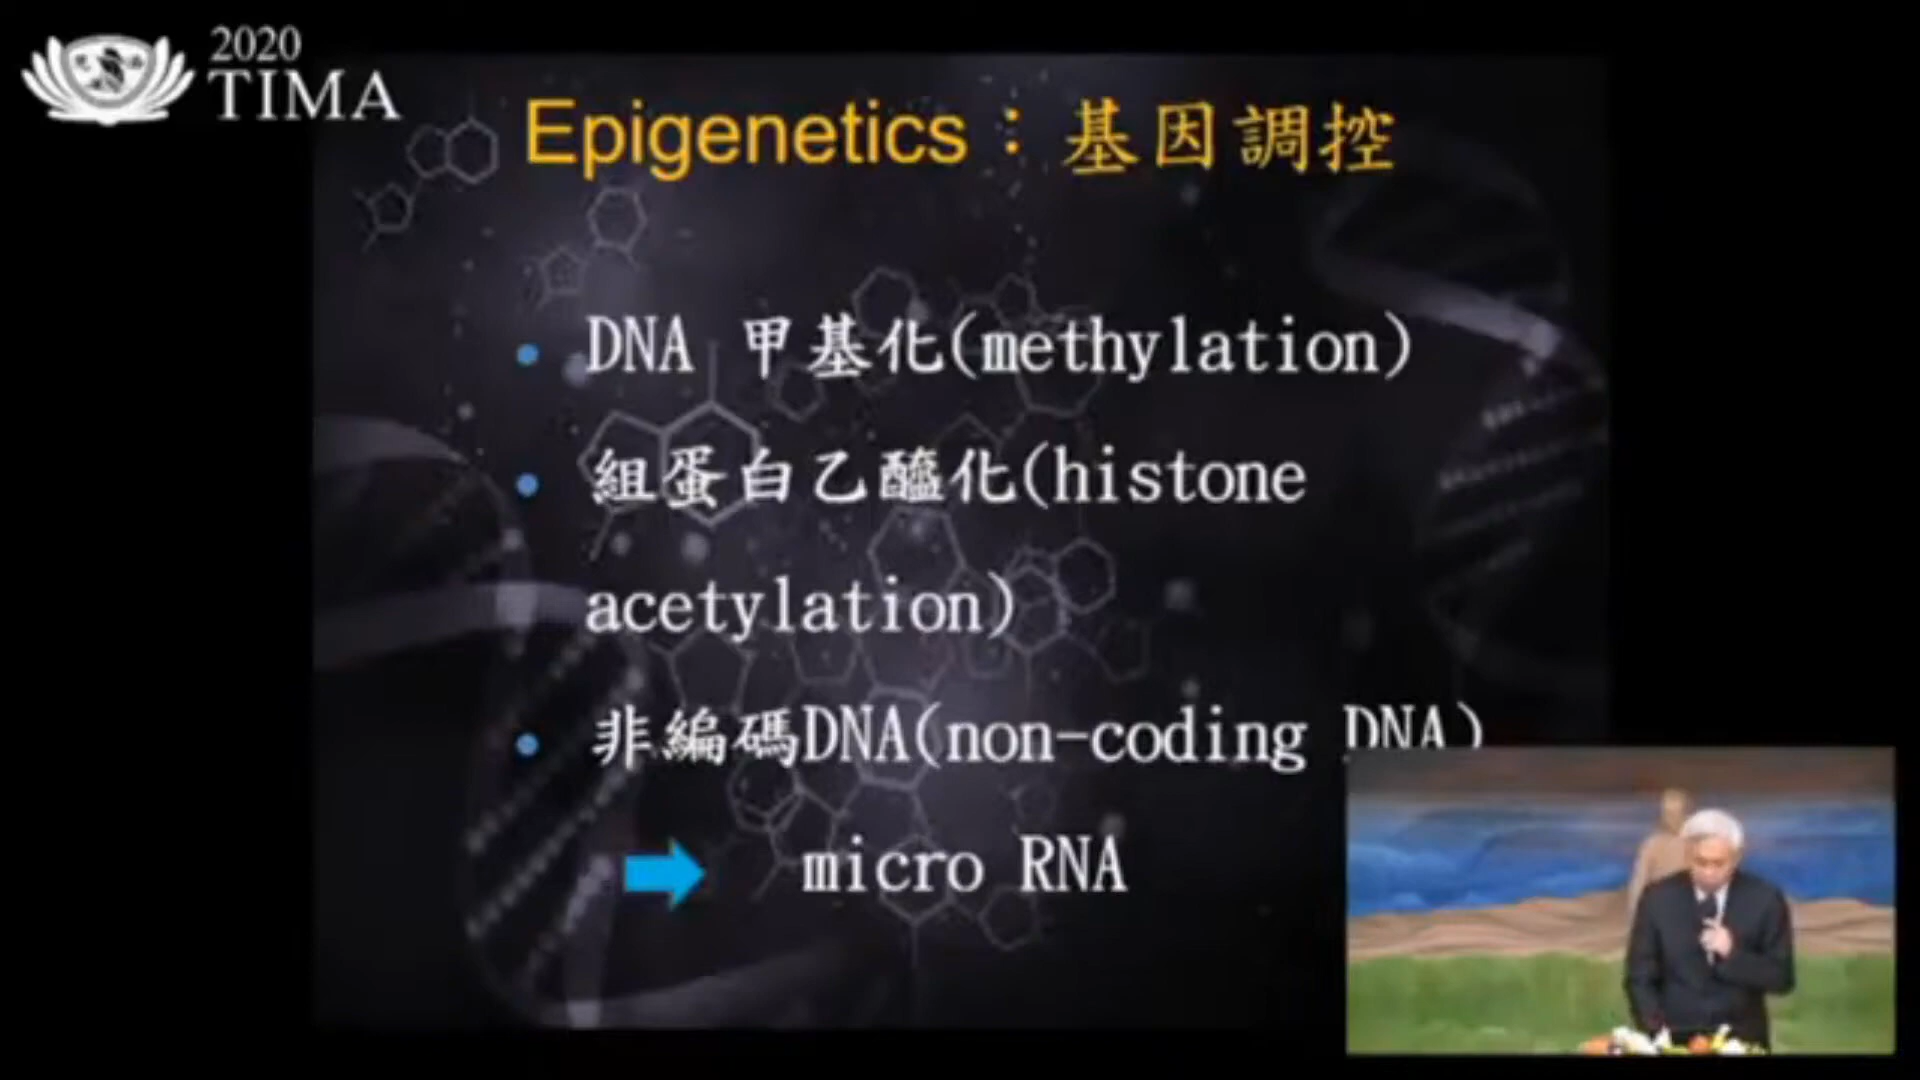 2020
TIMA
Epigenetics：基因調控
DNA 甲基化(methylation)
組蛋白乙醯化(histone
acetylation)
非編碼DNA(non-coding DNA)
micro RNA